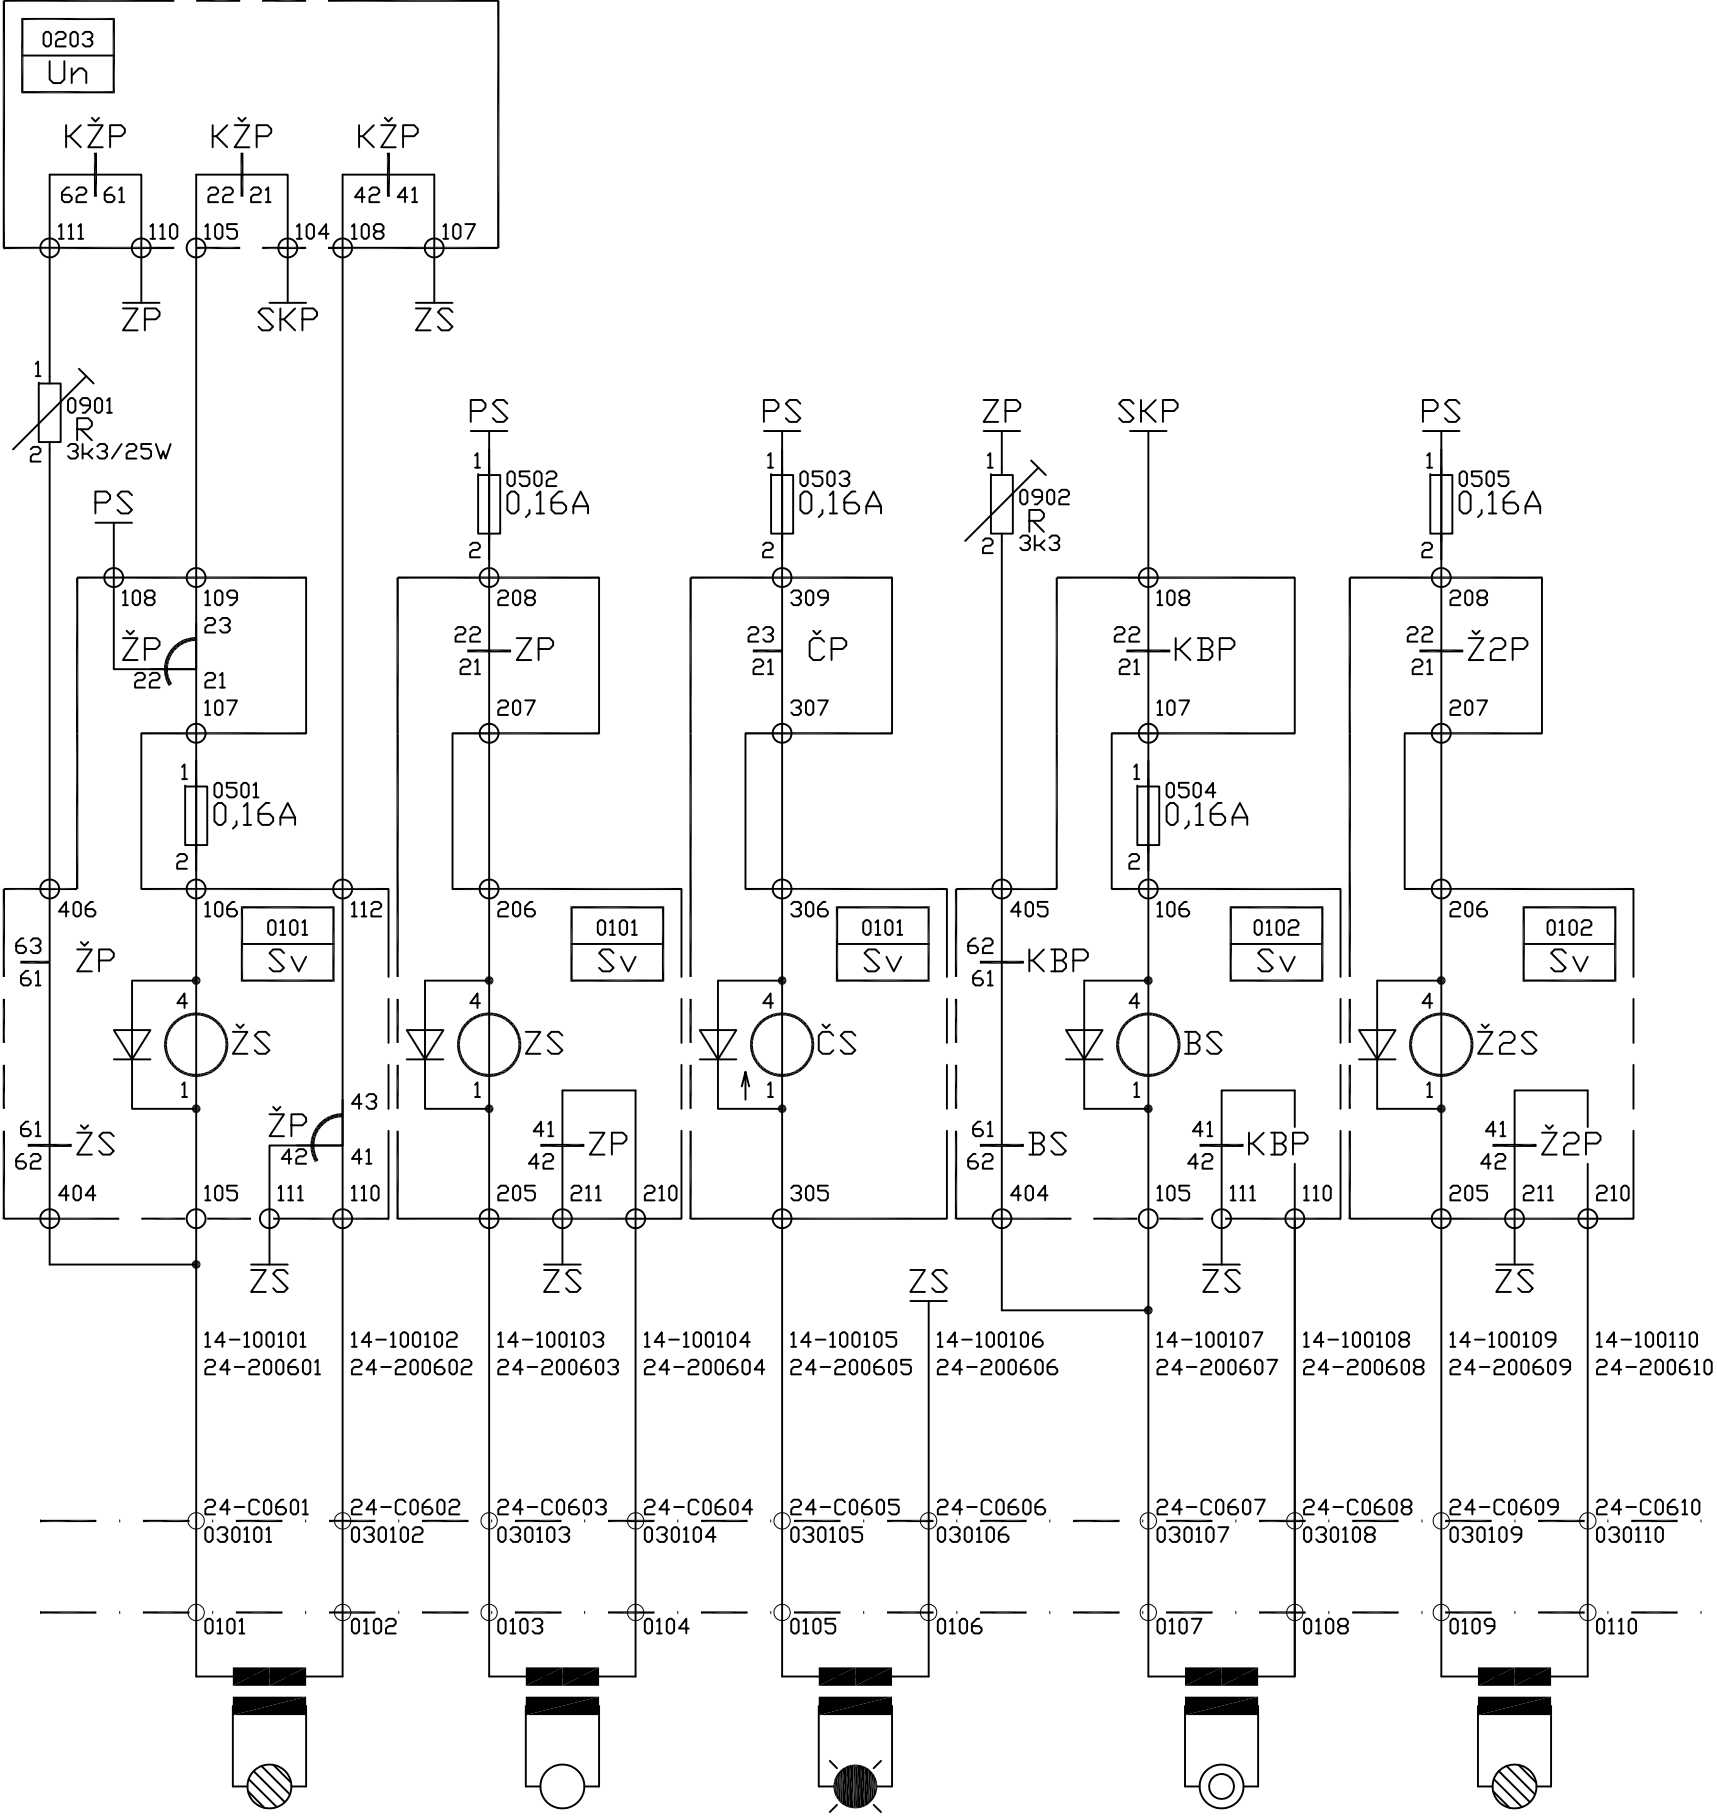 0203
Un
KŽP KŽP KŽP
62 61 22 21 42 41
111 110 105 104 108 107
ZP SKP ZS
1
0901
R
2 3k3/25W
PS PS ZP SKP PS
1 0502 1 0503 1 1 0505
0,16A 0,16A 0902 0,16A
PS R
2 2 2 3k3 2
108 109 208 309 108 208
23
ŽP 22 ZP 23 ČP 22 KBP 22 Ž2P
22 21 21 21 21 21
107 207 307 107 207
1 0501 1 0504
0,16A 0,16A
2 2
406 106 112 206 306 405 106 206
0101 0101 0101 0102 0102
63 ŽP Sv Sv Sv 62 KBP Sv Sv
61 61
4 4 4 4 4
ŽS ZS ČS BS Ž2S
1 1 1 1 1
43
61 ŽS ŽP 41 ZP 61 BS 41 KBP 41 Ž2P
62 42 41 42 62 42 42
404 105 111 110 205 211 210 305 404 105 111 110 205 211 210
ZS ZS ZS ZS ZS
14-100101 14-100102 14-100103 14-100104 14-100105 14-100106 14-100107 14-100108 14-100109 14-100110
24-200601 24-200602 24-200603 24-200604 24-200605 24-200606 24-200607 24-200608 24-200609 24-200610
24-C0601 24-C0602 24-C0603 24-C0604 24-C0605 24-C0606 24-C0607 24-C0608 24-C0609 24-C0610
030101 030102 030103 030104 030105 030106 030107 030108 030109 030110
0101 0102 0103 0104 0105 0106 0107 0108 0109 0110